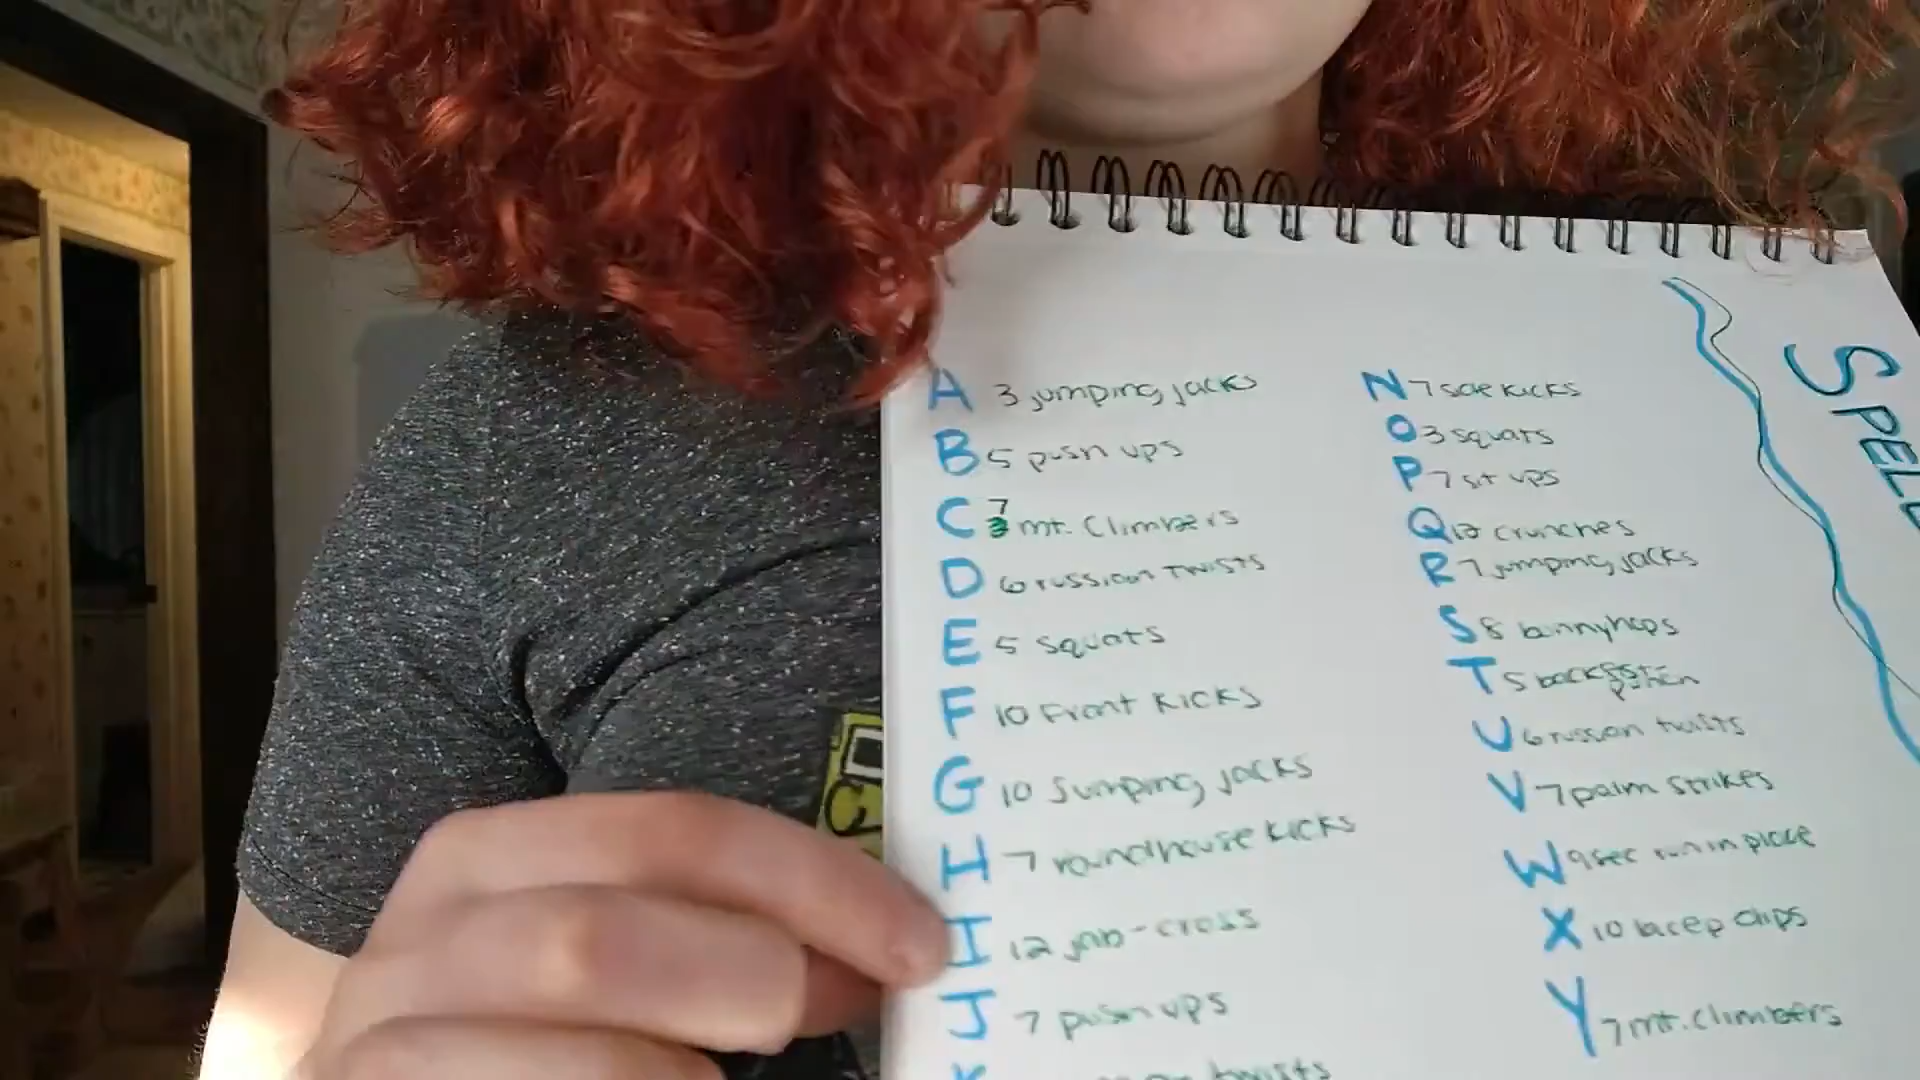 A 3 jumping jacks
B 5 push ups
C 7 mt. Climbers
D 6 russian twists
E 5 squats
F 10 Front Kicks
G 10 Jumping jacks
H 7 roundhouse kicks
I 12 jab-cross
J 7 push ups
K twists
N 7 side kicks
O 3 squats
P 7 sit ups
Q crunches
R 7 jumping jacks
S 8 bunnyhops
T 5
U 6 russian twists
V 7 palm strikes
W 9 sec run in place
X 10 bicep
Y 7 mt. climbers
SPELL